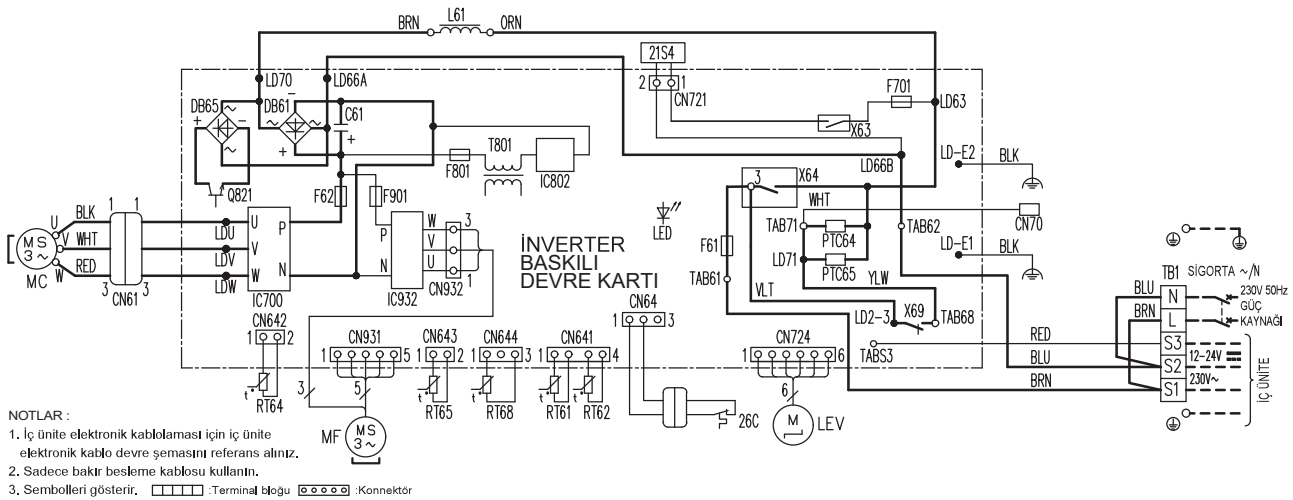 BRN L61 ORN
21S4
LD70 LD66A 2 1 F701
CN721
DB65 ~ DB61 - C61 LD63
+ - ~ ~ X63
~ + + T801 LD66B LD-E2 BLK
F801 IC802
Q821 F62 F901 3 X64
WHT
1 1 LED CN70
U BLK U P W 3 TAB71 PTC64 TAB62
LDU P V
MS 3~ V WHT V İNVERTER F61 LD-E1 BLK
LDV BASKILI LD71 PTC65
W RED W N N U 1 DEVRE KARTI TAB61 TB1 SİGORTA ~/N
MC 3 3 LDW CN932 YLW BLU N 230V 50Hz
CN61 IC700 IC932 CN64 VLT GÜÇ
1 3 BRN L KAYNAĞI
CN642 LD2-3 X69 TAB68
1 2 CN931 CN643 CN644 CN641 CN724 RED S3
1 5 1 2 1 3 1 4 1 6 TABS3 12-24V
BLU S2
3 5 6 230V~
t° t° t° t° t° BRN S1
RT64 RT65 RT68 RT61 RT62 26C
İÇ ÜNİTE
MF MS 3~ M LEV
NOTLAR :
1. İç ünite elektronik kablolaması için iç ünite
elektronik kablo devre şemasını referans alınız.
2. Sadece bakır besleme kablosu kullanın.
3. Sembolleri gösterir. :Terminal bloğu :Konnektör